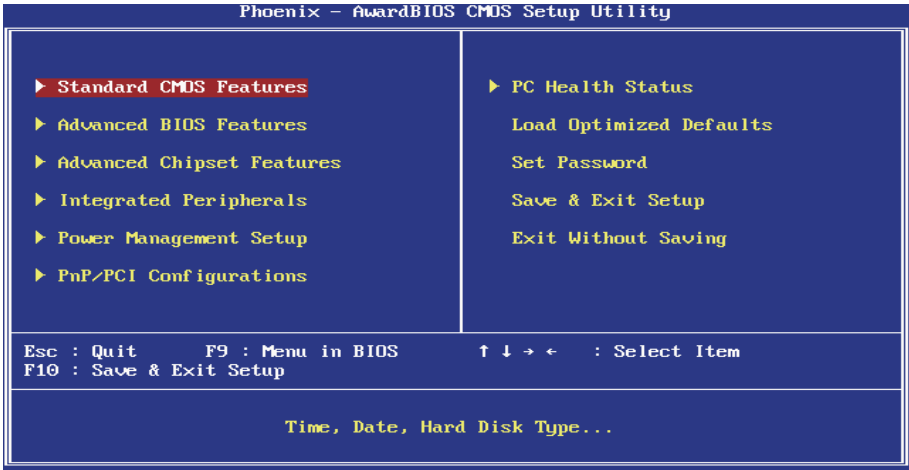 Phoenix - AwardBIOS CMOS Setup Utility
▶ Standard CMOS Features
▶ Advanced BIOS Features
▶ Advanced Chipset Features
▶ Integrated Peripherals
▶ Power Management Setup
▶ PnP/PCI Configurations
▶ PC Health Status
Load Optimized Defaults
Set Password
Save & Exit Setup
Exit Without Saving
Esc : Quit F9 : Menu in BIOS ↑ ↓ → ← : Select Item
F10 : Save & Exit Setup
Time, Date, Hard Disk Type...